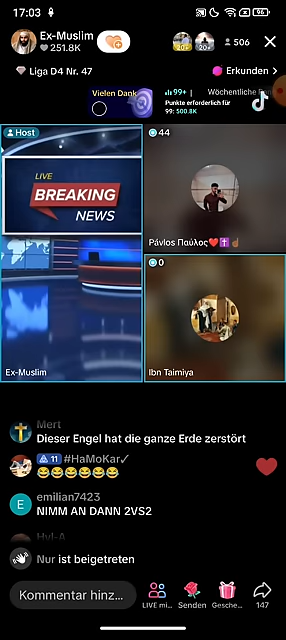 17:03
96
Ex-Muslim
251.8K
20+
20+
506
Liga D4 Nr. 47
Erkunden
Vielen Dank
99+
Wöchentliche
Punkte erforderlich für
99: 500.8K
Host
44
LIVE
BREAKING
NEWS
Pávlos Παύλος
0
Ex-Muslim
Ibn Taimiya
Mert
Dieser Engel hat die ganze Erde zerstört
11 #HaMoKar✓
😂😂😂😂😂😂
emilian7423
NIMM AN DANN 2VS2
Nur ist beigetreten
Kommentar hinz...
LIVE mi...
Senden
Gesche...
147